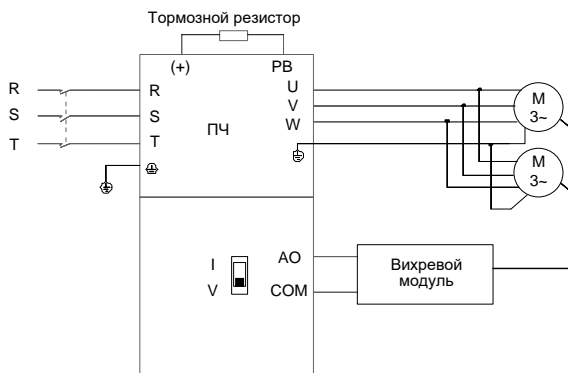 Тормозной резистор
(+) PB
R R U
S S V
T T W
ПЧ
M
3~
M
3~
I AO
V COM
Вихревой
модуль